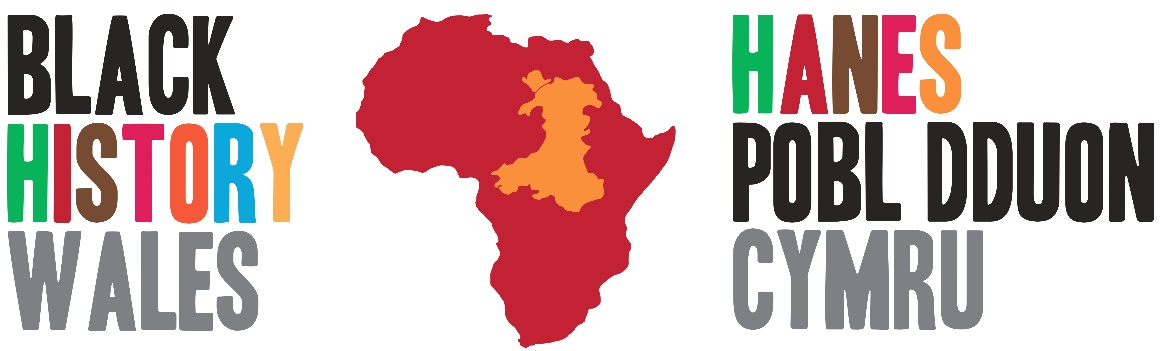 BLACK
HISTORY
WALES
HANES
POBL DDUON
CYMRU